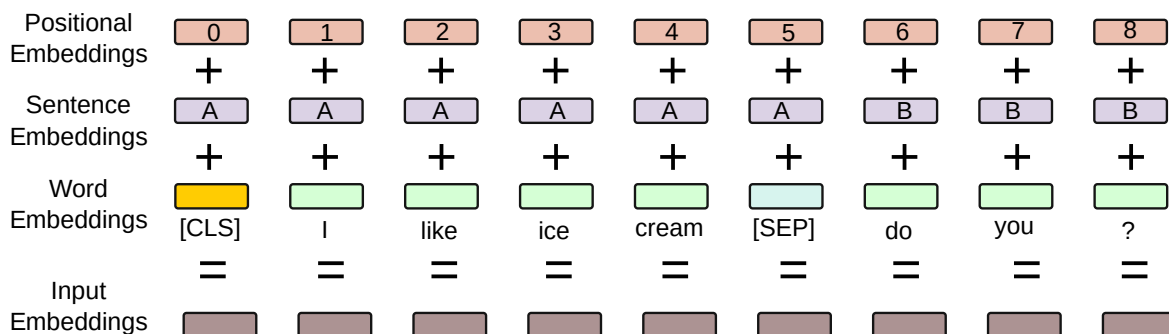 Positional
Embeddings
0 1 2 3 4 5 6 7 8
+ + + + + + + + +
Sentence
Embeddings
A A A A A A B B B
+ + + + + + + + +
Word
Embeddings
[CLS] I like ice cream [SEP] do you ?
= = = = = = = = =
Input
Embeddings